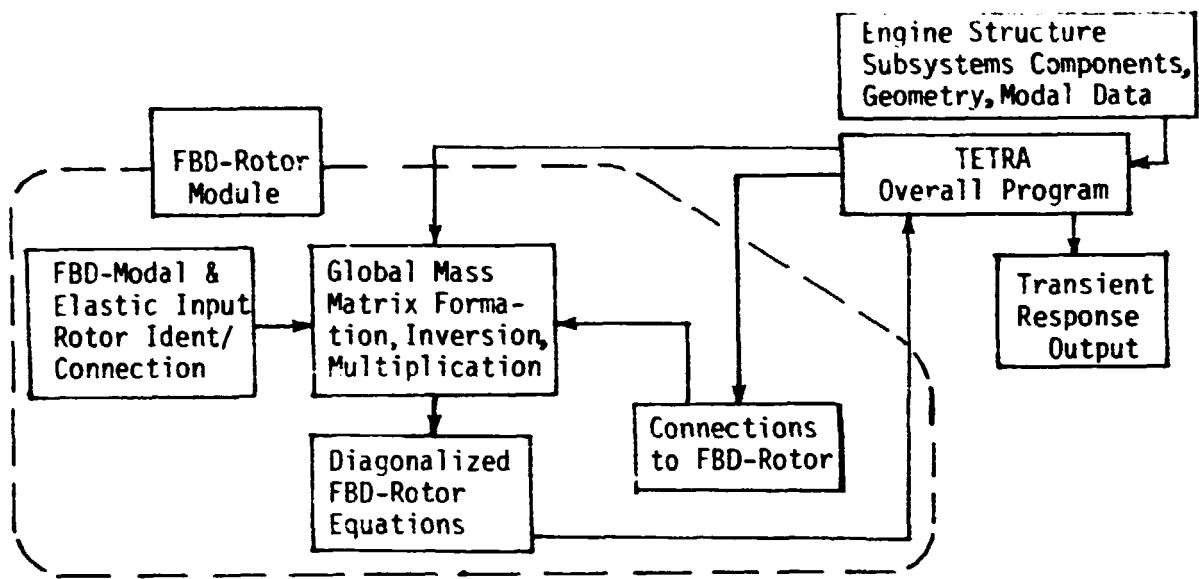 Engine Structure
Subsystems Components,
Geometry, Modal Data
FBD-Rotor
Module
TETRA
Overall Program
FBD-Modal &
Elastic Input
Rotor Ident/
Connection
Global Mass
Matrix Forma-
tion, Inversion,
Multiplication
Transient
Response
Output
Connections
to FBD-Rotor
Diagonalized
FBD-Rotor
Equations